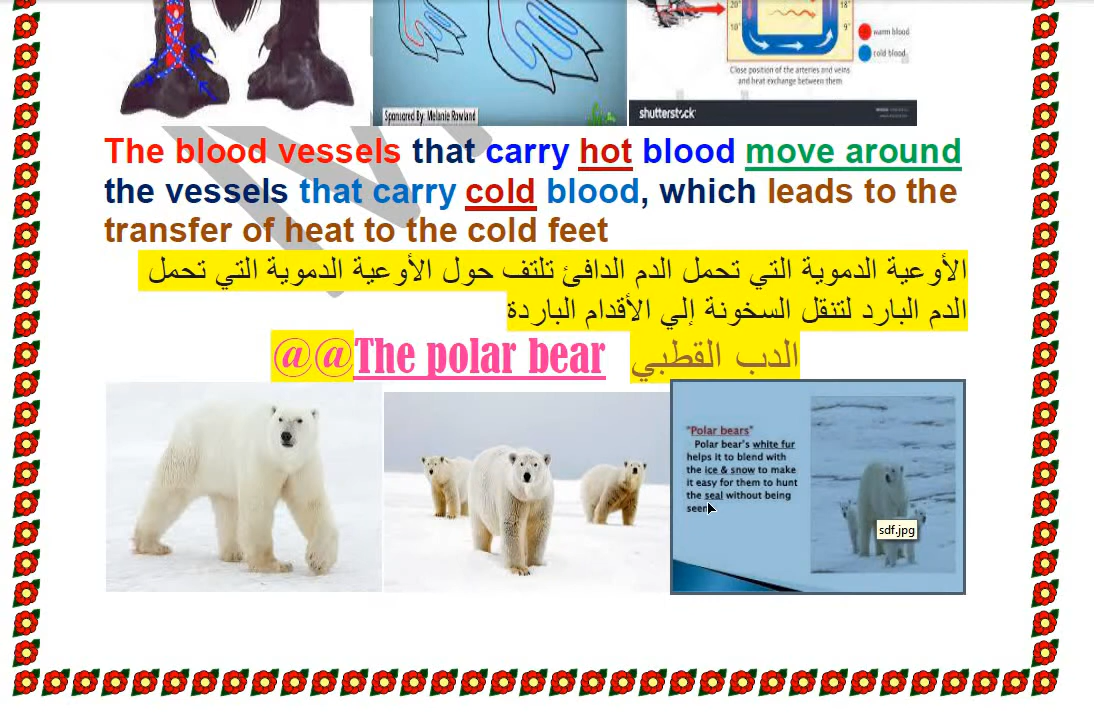 20°
18°
10°
9°
warm blood
cold blood
Close position of the arteries and veins
and heat exchange between them
Sponsored By: Melanie Rowland
shutterstock
The blood vessels that carry hot blood move around
the vessels that carry cold blood, which leads to the
transfer of heat to the cold feet
الأوعية الدموية التي تحمل الدم الدافئ تلتف حول الأوعية الدموية التي تحمل
الدم البارد لتنقل السخونة إلي الأقدام الباردة
@@The polar bear الدب القطبي
"Polar bears"
Polar bear's white fur
helps it to blend with
the ice & snow to make
it easy for them to hunt
the seal without being
seen
sdf.jpg